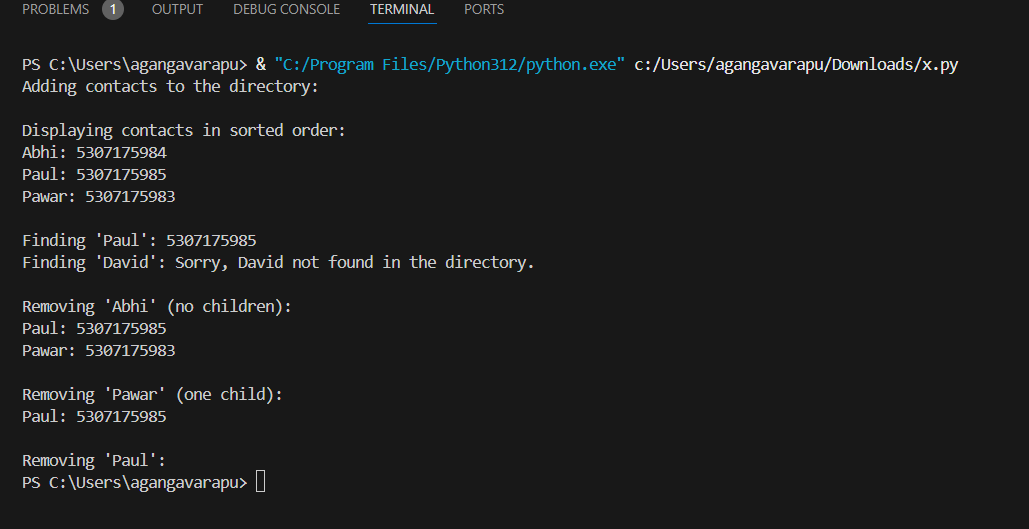 PROBLEMS 1 OUTPUT DEBUG CONSOLE TERMINAL PORTS
PS C:\Users\agangavarapu> & "C:/Program Files/Python312/python.exe" c:/Users/agangavarapu/Downloads/x.py
Adding contacts to the directory:
Displaying contacts in sorted order:
Abhi: 5307175984
Paul: 5307175985
Pawar: 5307175983
Finding 'Paul': 5307175985
Finding 'David': Sorry, David not found in the directory.
Removing 'Abhi' (no children):
Paul: 5307175985
Pawar: 5307175983
Removing 'Pawar' (one child):
Paul: 5307175985
Removing 'Paul':
PS C:\Users\agangavarapu>